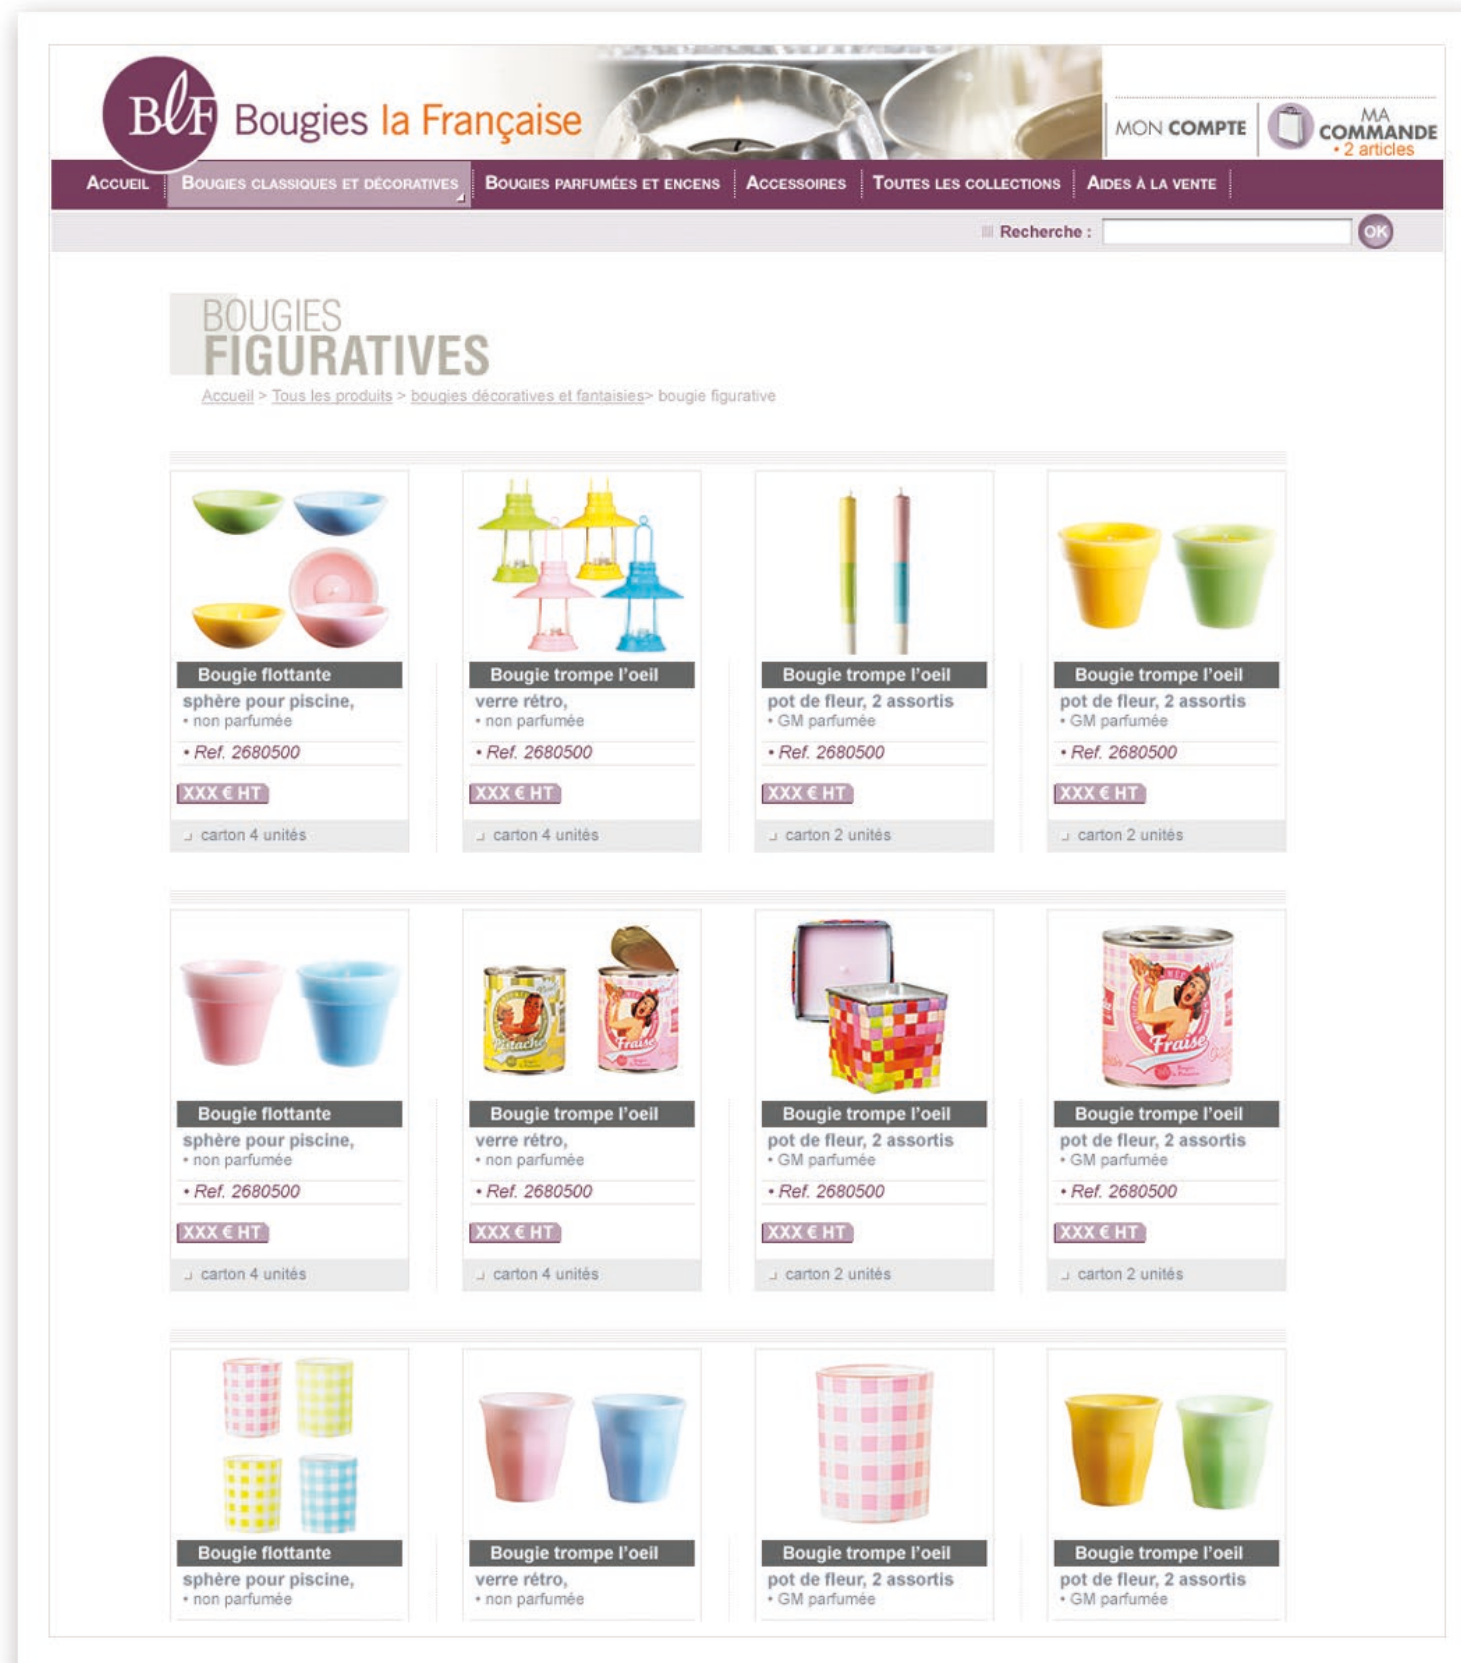 BlF Bougies la Française
MON COMPTE
MA COMMANDE
• 2 articles
ACCUEIL BOUGIES CLASSIQUES ET DÉCORATIVES BOUGIES PARFUMÉES ET ENCENS ACCESSOIRES TOUTES LES COLLECTIONS AIDES À LA VENTE
Recherche : OK
BOUGIES
FIGURATIVES
Accueil > Tous les produits > bougies décoratives et fantaisies> bougie figurative
Bougie flottante
sphère pour piscine,
• non parfumée
• Ref. 2680500
XXX € HT
carton 4 unités
Bougie trompe l'oeil
verre rétro,
• non parfumée
• Ref. 2680500
XXX € HT
carton 4 unités
Bougie trompe l'oeil
pot de fleur, 2 assortis
• GM parfumée
• Ref. 2680500
XXX € HT
carton 2 unités
Bougie trompe l'oeil
pot de fleur, 2 assortis
• GM parfumée
• Ref. 2680500
XXX € HT
carton 2 unités
Bougie flottante
sphère pour piscine,
• non parfumée
• Ref. 2680500
XXX € HT
carton 4 unités
Pistache
Fraise
Bougie trompe l'oeil
verre rétro,
• non parfumée
• Ref. 2680500
XXX € HT
carton 4 unités
Bougie trompe l'oeil
pot de fleur, 2 assortis
• GM parfumée
• Ref. 2680500
XXX € HT
carton 2 unités
Fraise
Bougie trompe l'oeil
pot de fleur, 2 assortis
• GM parfumée
• Ref. 2680500
XXX € HT
carton 2 unités
Bougie flottante
sphère pour piscine,
• non parfumée
Bougie trompe l'oeil
verre rétro,
• non parfumée
Bougie trompe l'oeil
pot de fleur, 2 assortis
• GM parfumée
Bougie trompe l'oeil
pot de fleur, 2 assortis
• GM parfumée